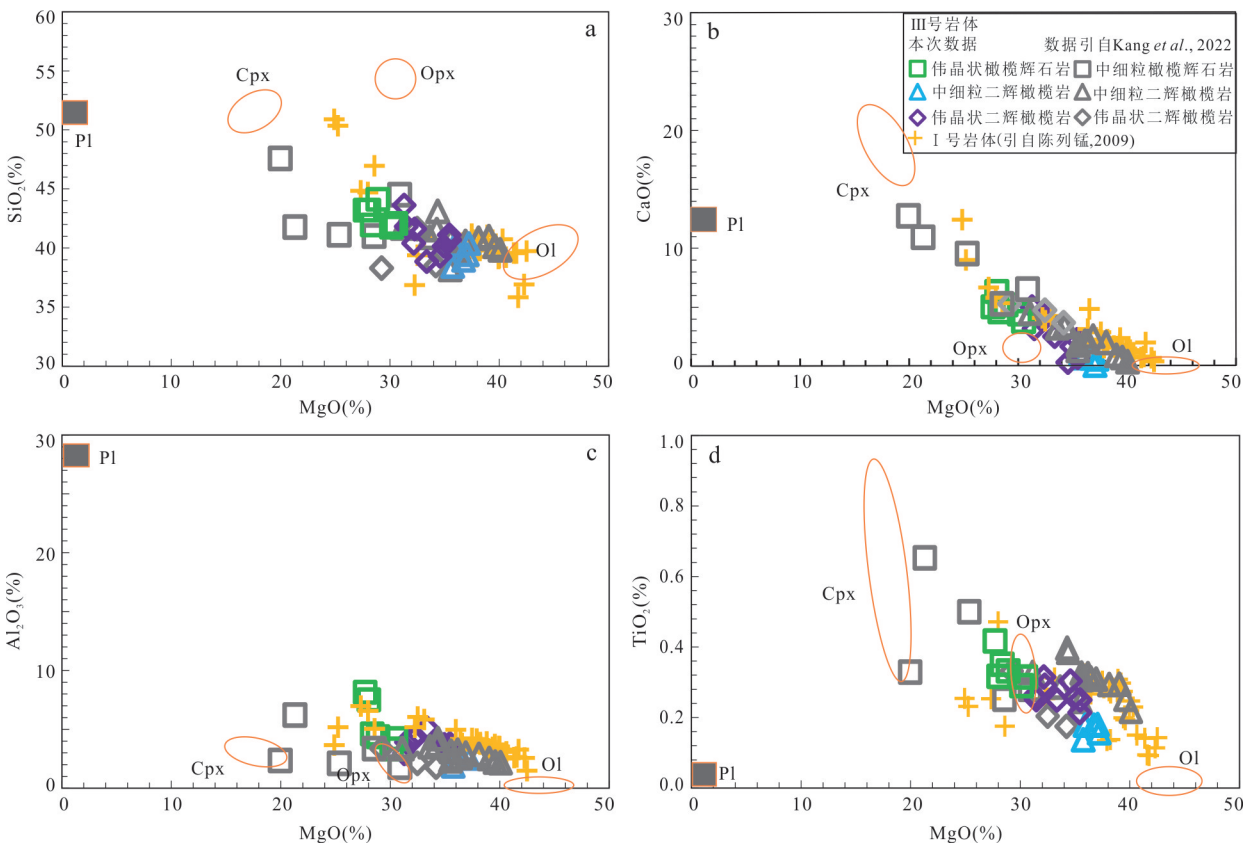 60
55
50
45
40
35
30
SiO₂(%)
a
Cpx
Opx
Pl
Ol
0
10
20
30
40
50
MgO(%)
30
20
10
0
CaO(%)
b
III号岩体
本次数据 数据引自Kang et al., 2022
伟晶状橄榄辉石岩 中细粒橄榄辉石岩
中细粒二辉橄榄岩 中细粒二辉橄榄岩
伟晶状二辉橄榄岩 伟晶状二辉橄榄岩
I号岩体(引自陈列锰,2009)
Cpx
Pl
Opx
Ol
0
10
20
30
40
50
MgO(%)
30
20
10
0
Al₂O₃(%)
c
Pl
Cpx
Opx
Ol
0
10
20
30
40
50
MgO(%)
1.0
0.8
0.6
0.4
0.2
0.0
TiO₂(%)
d
Cpx
Opx
Pl
Ol
0
10
20
30
40
50
MgO(%)